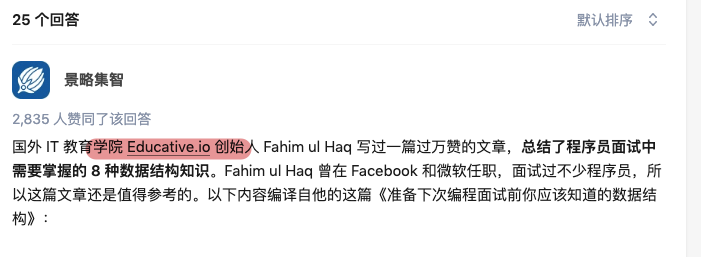 25 个回答
默认排序
景略集智
2,835 人赞同了该回答
国外 IT 教育学院 Educative.io 创始人 Fahim ul Haq 写过一篇过万赞的文章，总结了程序员面试中
需要掌握的 8 种数据结构知识。Fahim ul Haq 曾在 Facebook 和微软任职，面试过不少程序员，所
以这篇文章还是值得参考的。以下内容编译自他的这篇《准备下次编程面试前你应该知道的数据结
构》：